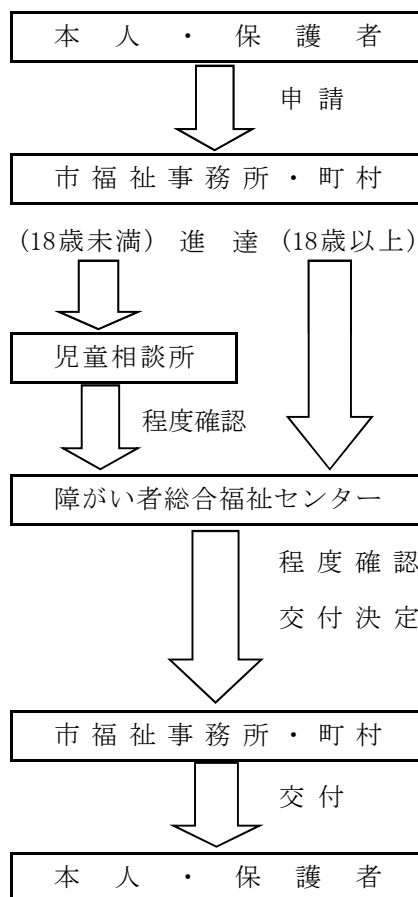 本人・保護者
申請
市福祉事務所・町村
(18歳未満) 進達 (18歳以上)
児童相談所
程度確認
障がい者総合福祉センター
程度確認
交付決定
市福祉事務所・町村
交付
本人・保護者